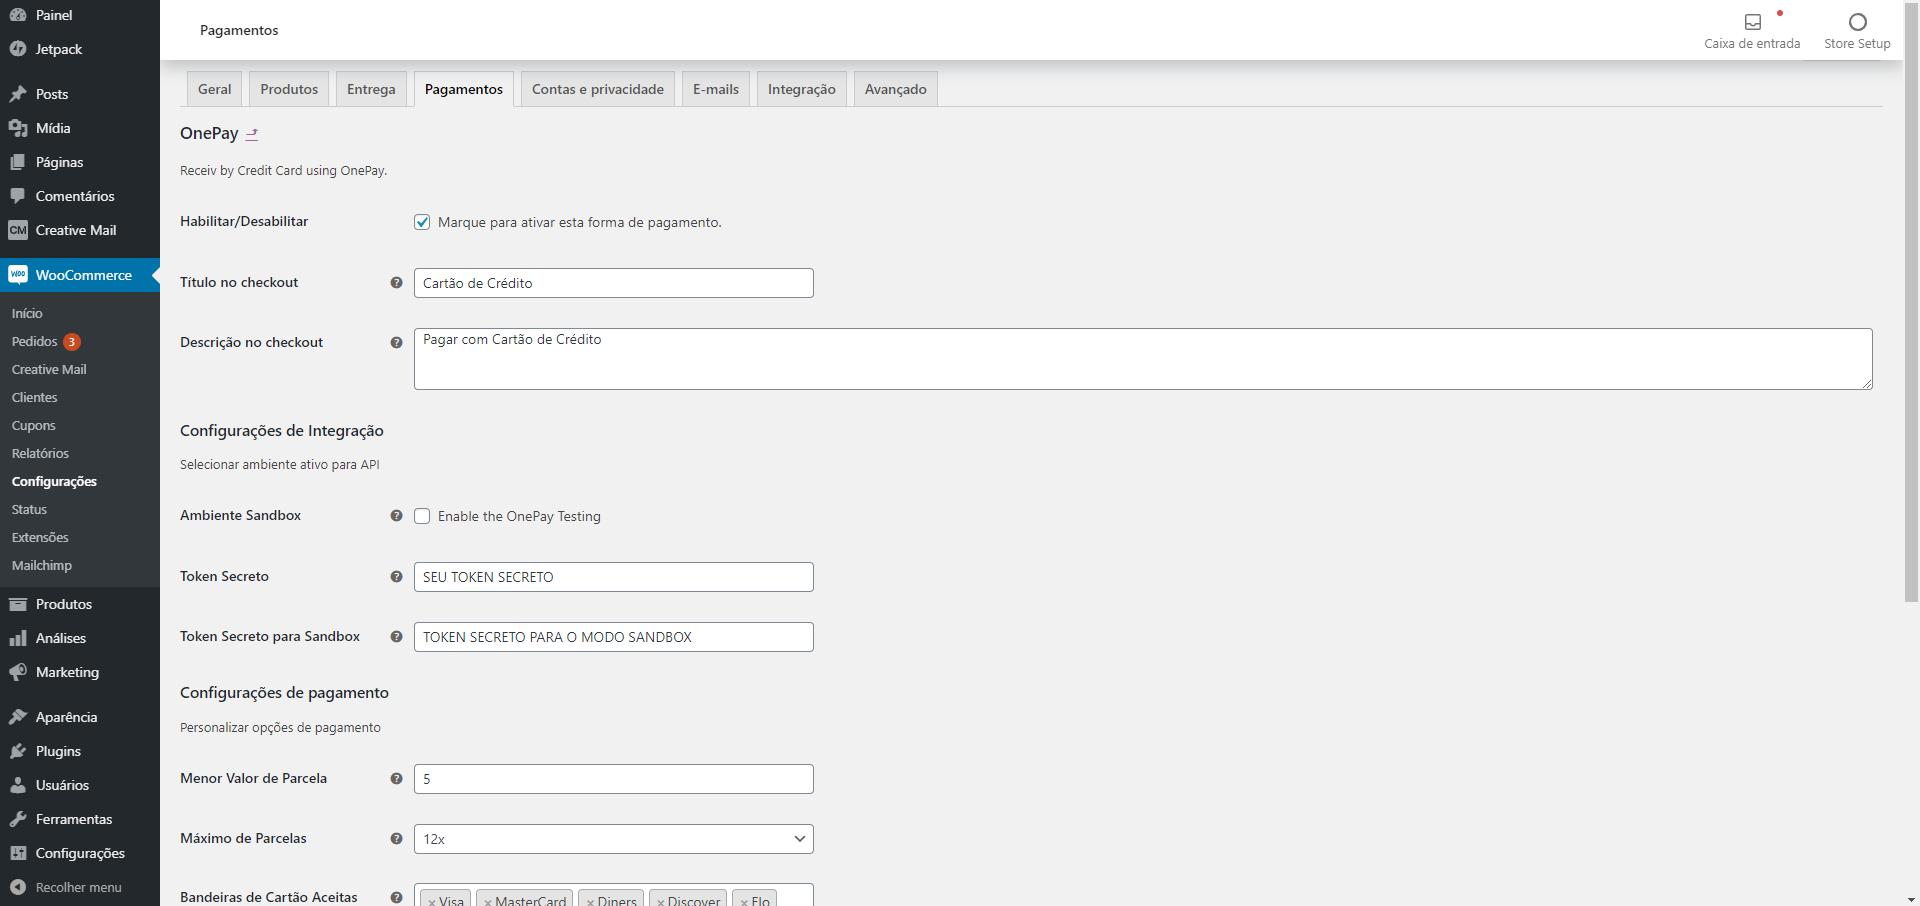 Painel
Jetpack
Posts
Mídia
Páginas
Comentários
CM Creative Mail
woo WooCommerce
Início
Pedidos 3
Creative Mail
Clientes
Cupons
Relatórios
Configurações
Status
Extensões
Mailchimp
Produtos
Análises
Marketing
Aparência
Plugins
Usuários
Ferramentas
Configurações
Recolher menu
Pagamentos
Caixa de entrada
Store Setup
Geral Produtos Entrega Pagamentos Contas e privacidade E-mails Integração Avançado
OnePay
Receiv by Credit Card using OnePay.
Habilitar/Desabilitar Marque para ativar esta forma de pagamento.
Título no checkout ? Cartão de Crédito
Descrição no checkout ? Pagar com Cartão de Crédito
Configurações de Integração
Selecionar ambiente ativo para API
Ambiente Sandbox ? Enable the OnePay Testing
Token Secreto ? SEU TOKEN SECRETO
Token Secreto para Sandbox ? TOKEN SECRETO PARA O MODO SANDBOX
Configurações de pagamento
Personalizar opções de pagamento
Menor Valor de Parcela ? 5
Máximo de Parcelas ? 12x
Bandeiras de Cartão Aceitas ? × Visa × MasterCard × Diners × Discover × Elo